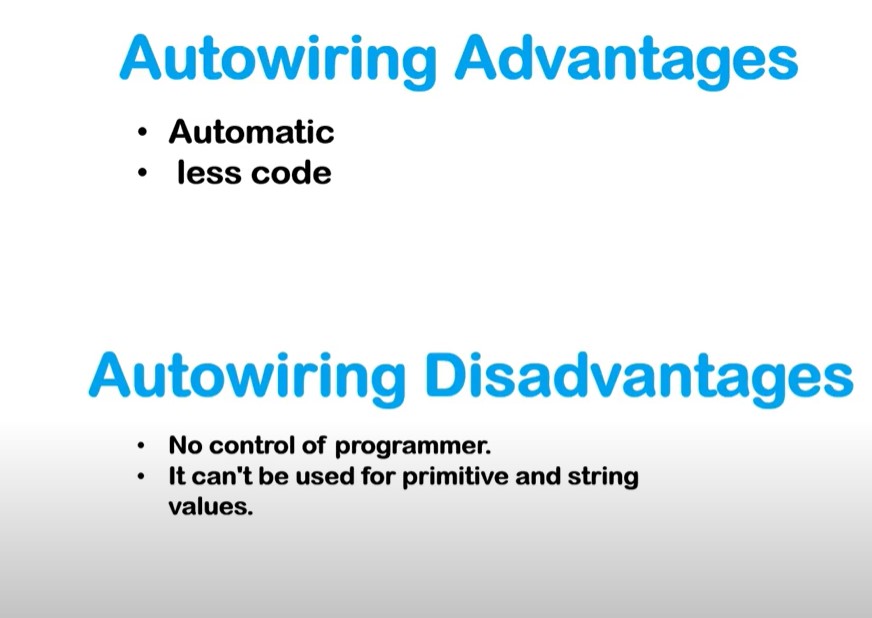 Autowiring Advantages
• Automatic
• less code
Autowiring Disadvantages
• No control of programmer.
• It can't be used for primitive and string
values.